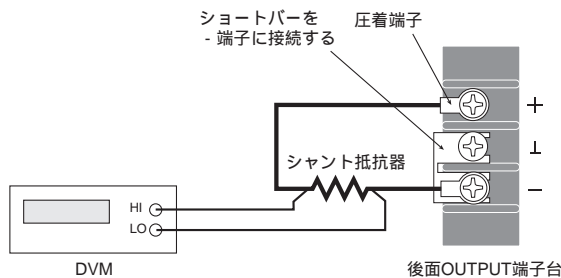 ショートバーを
- 端子に接続する
圧着端子
+
⊥
シャント抵抗器
−
HI
LO
DVM
後面OUTPUT端子台